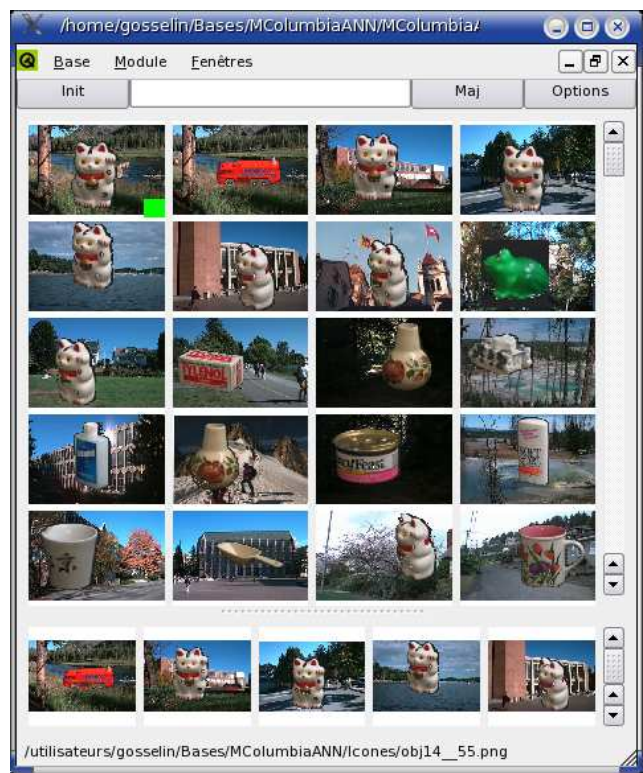 /home/gosselin/Bases/MColumbiaANN/MColumbia
Base Module Fenêtres
Init Maj Options
TYLENOL
京
/utilisateurs/gosselin/Bases/MColumbiaANN/Icones/obj14__55.png